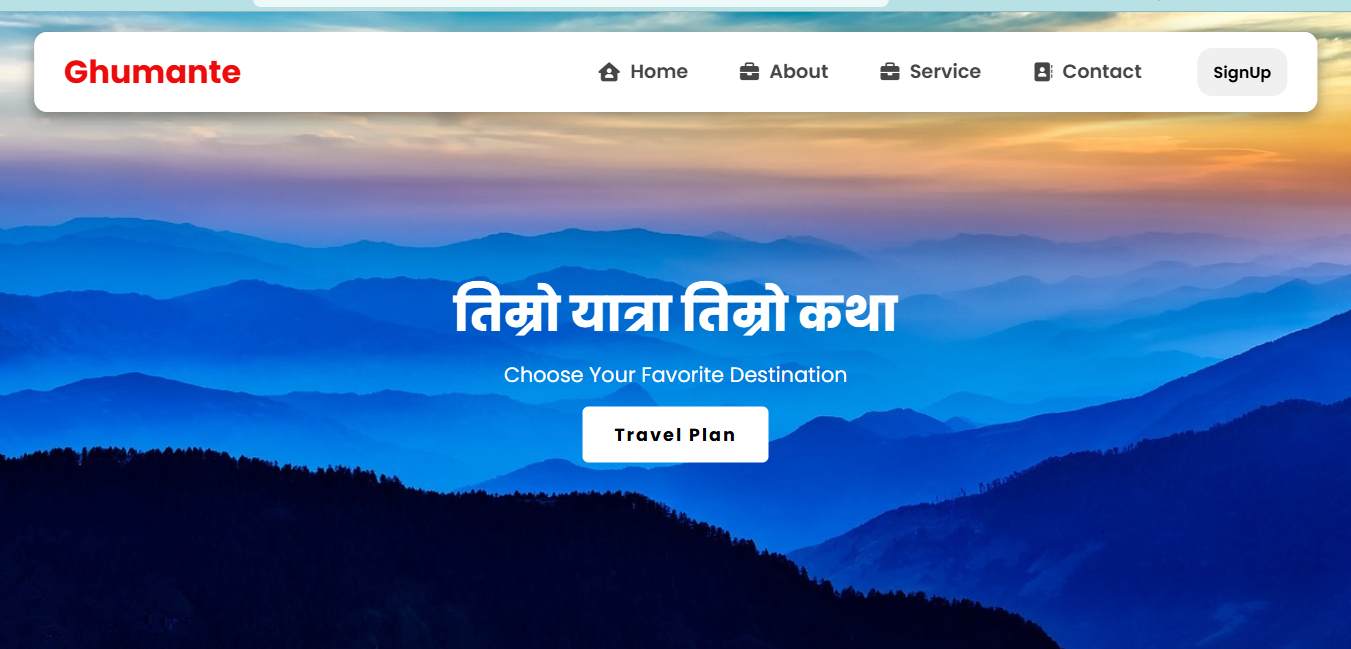 Ghumante
Home
About
Service
Contact
SignUp
तिम्रो यात्रा तिम्रो कथा
Choose Your Favorite Destination
Travel Plan